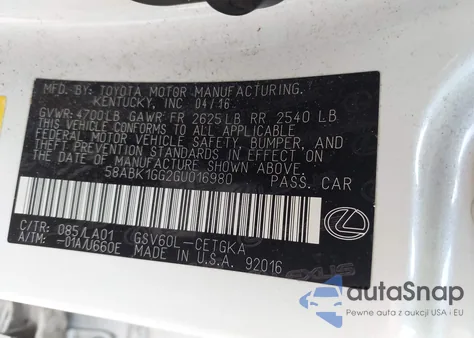 MFD. BY: TOYOTA MOTOR MANUFACTURING,
KENTUCKY, INC 04/16
GVWR: 4700LB GAWR FR 2625LB RR 2540 LB
THIS VEHICLE CONFORMS TO ALL APPLICABLE
FEDERAL MOTOR VEHICLE SAFETY, BUMPER, AND
THEFT PREVENTION STANDARDS IN EFFECT ON
THE DATE OF MANUFACTURE SHOWN ABOVE.
58ABK1GG2GU016980 PASS. CAR
C/TR: 085/LA01 GSV60L-CETGKA
A/TM: -01A/U660E MADE IN U.S.A. 92016
LEXUS
autoSnap
Pewne auta z aukcji USA i EU